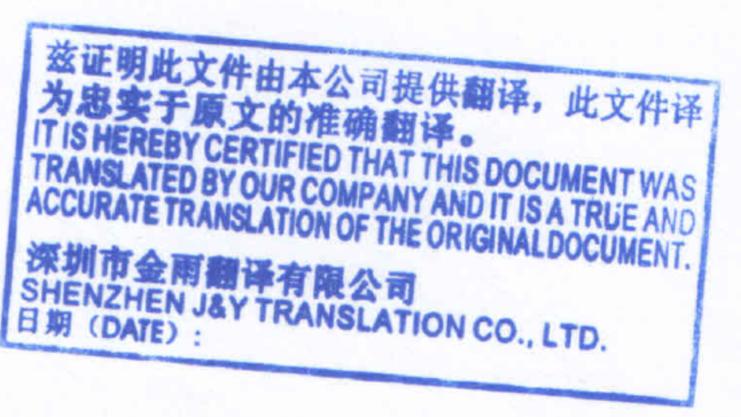 兹证明此文件由本公司提供翻译，此文件译
为忠实于原文的准确翻译。
IT IS HEREBY CERTIFIED THAT THIS DOCUMENT WAS
TRANSLATED BY OUR COMPANY AND IT IS A TRUE AND
ACCURATE TRANSLATION OF THE ORIGINAL DOCUMENT.
深圳市金雨翻译有限公司
SHENZHEN J&Y TRANSLATION CO., LTD.
日期（DATE）: